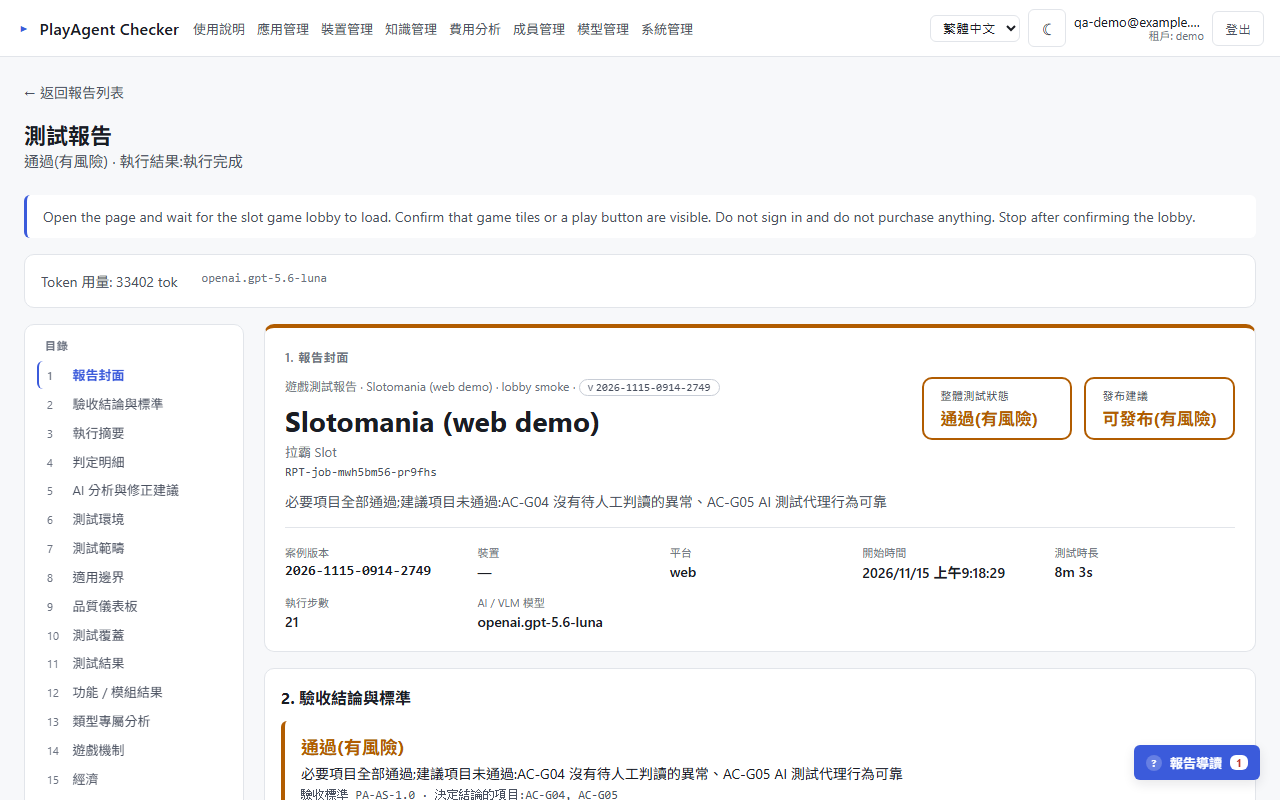 PlayAgent Checker 使用說明 應用管理 裝置管理 知識管理 費用分析 成員管理 模型管理 系統管理 繁體中文 qa-demo@example.... 登出
租戶: demo
← 返回報告列表
測試報告
通過(有風險) · 執行結果:執行完成
Open the page and wait for the slot game lobby to load. Confirm that game tiles or a play button are visible. Do not sign in and do not purchase anything. Stop after confirming the lobby.
Token 用量: 33402 tok openai.gpt-5.6-luna
目錄
1 報告封面
2 驗收結論與標準
3 執行摘要
4 判定明細
5 AI 分析與修正建議
6 測試環境
7 測試範疇
8 適用邊界
9 品質儀表板
10 測試覆蓋
11 測試結果
12 功能 / 模組結果
13 類型專屬分析
14 遊戲機制
15 經濟
1. 報告封面
遊戲測試報告 · Slotomania (web demo) · lobby smoke · v 2026-1115-0914-2749
Slotomania (web demo)
拉霸 Slot
RPT-job-mwh5bm56-pr9fhs
整體測試狀態
通過(有風險)
發布建議
可發布(有風險)
必要項目全部通過;建議項目未通過:AC-G04 沒有待人工判讀的異常、AC-G05 AI 測試代理行為可靠
案例版本
2026-1115-0914-2749
裝置
—
平台
web
開始時間
2026/11/15 上午9:18:29
測試時長
8m 3s
執行步數
21
AI / VLM 模型
openai.gpt-5.6-luna
2. 驗收結論與標準
通過(有風險)
必要項目全部通過;建議項目未通過:AC-G04 沒有待人工判讀的異常、AC-G05 AI 測試代理行為可靠
驗收標準 PA-AS-1.0 · 決定結論的項目:AC-G04, AC-G05
? 報告導讀 1